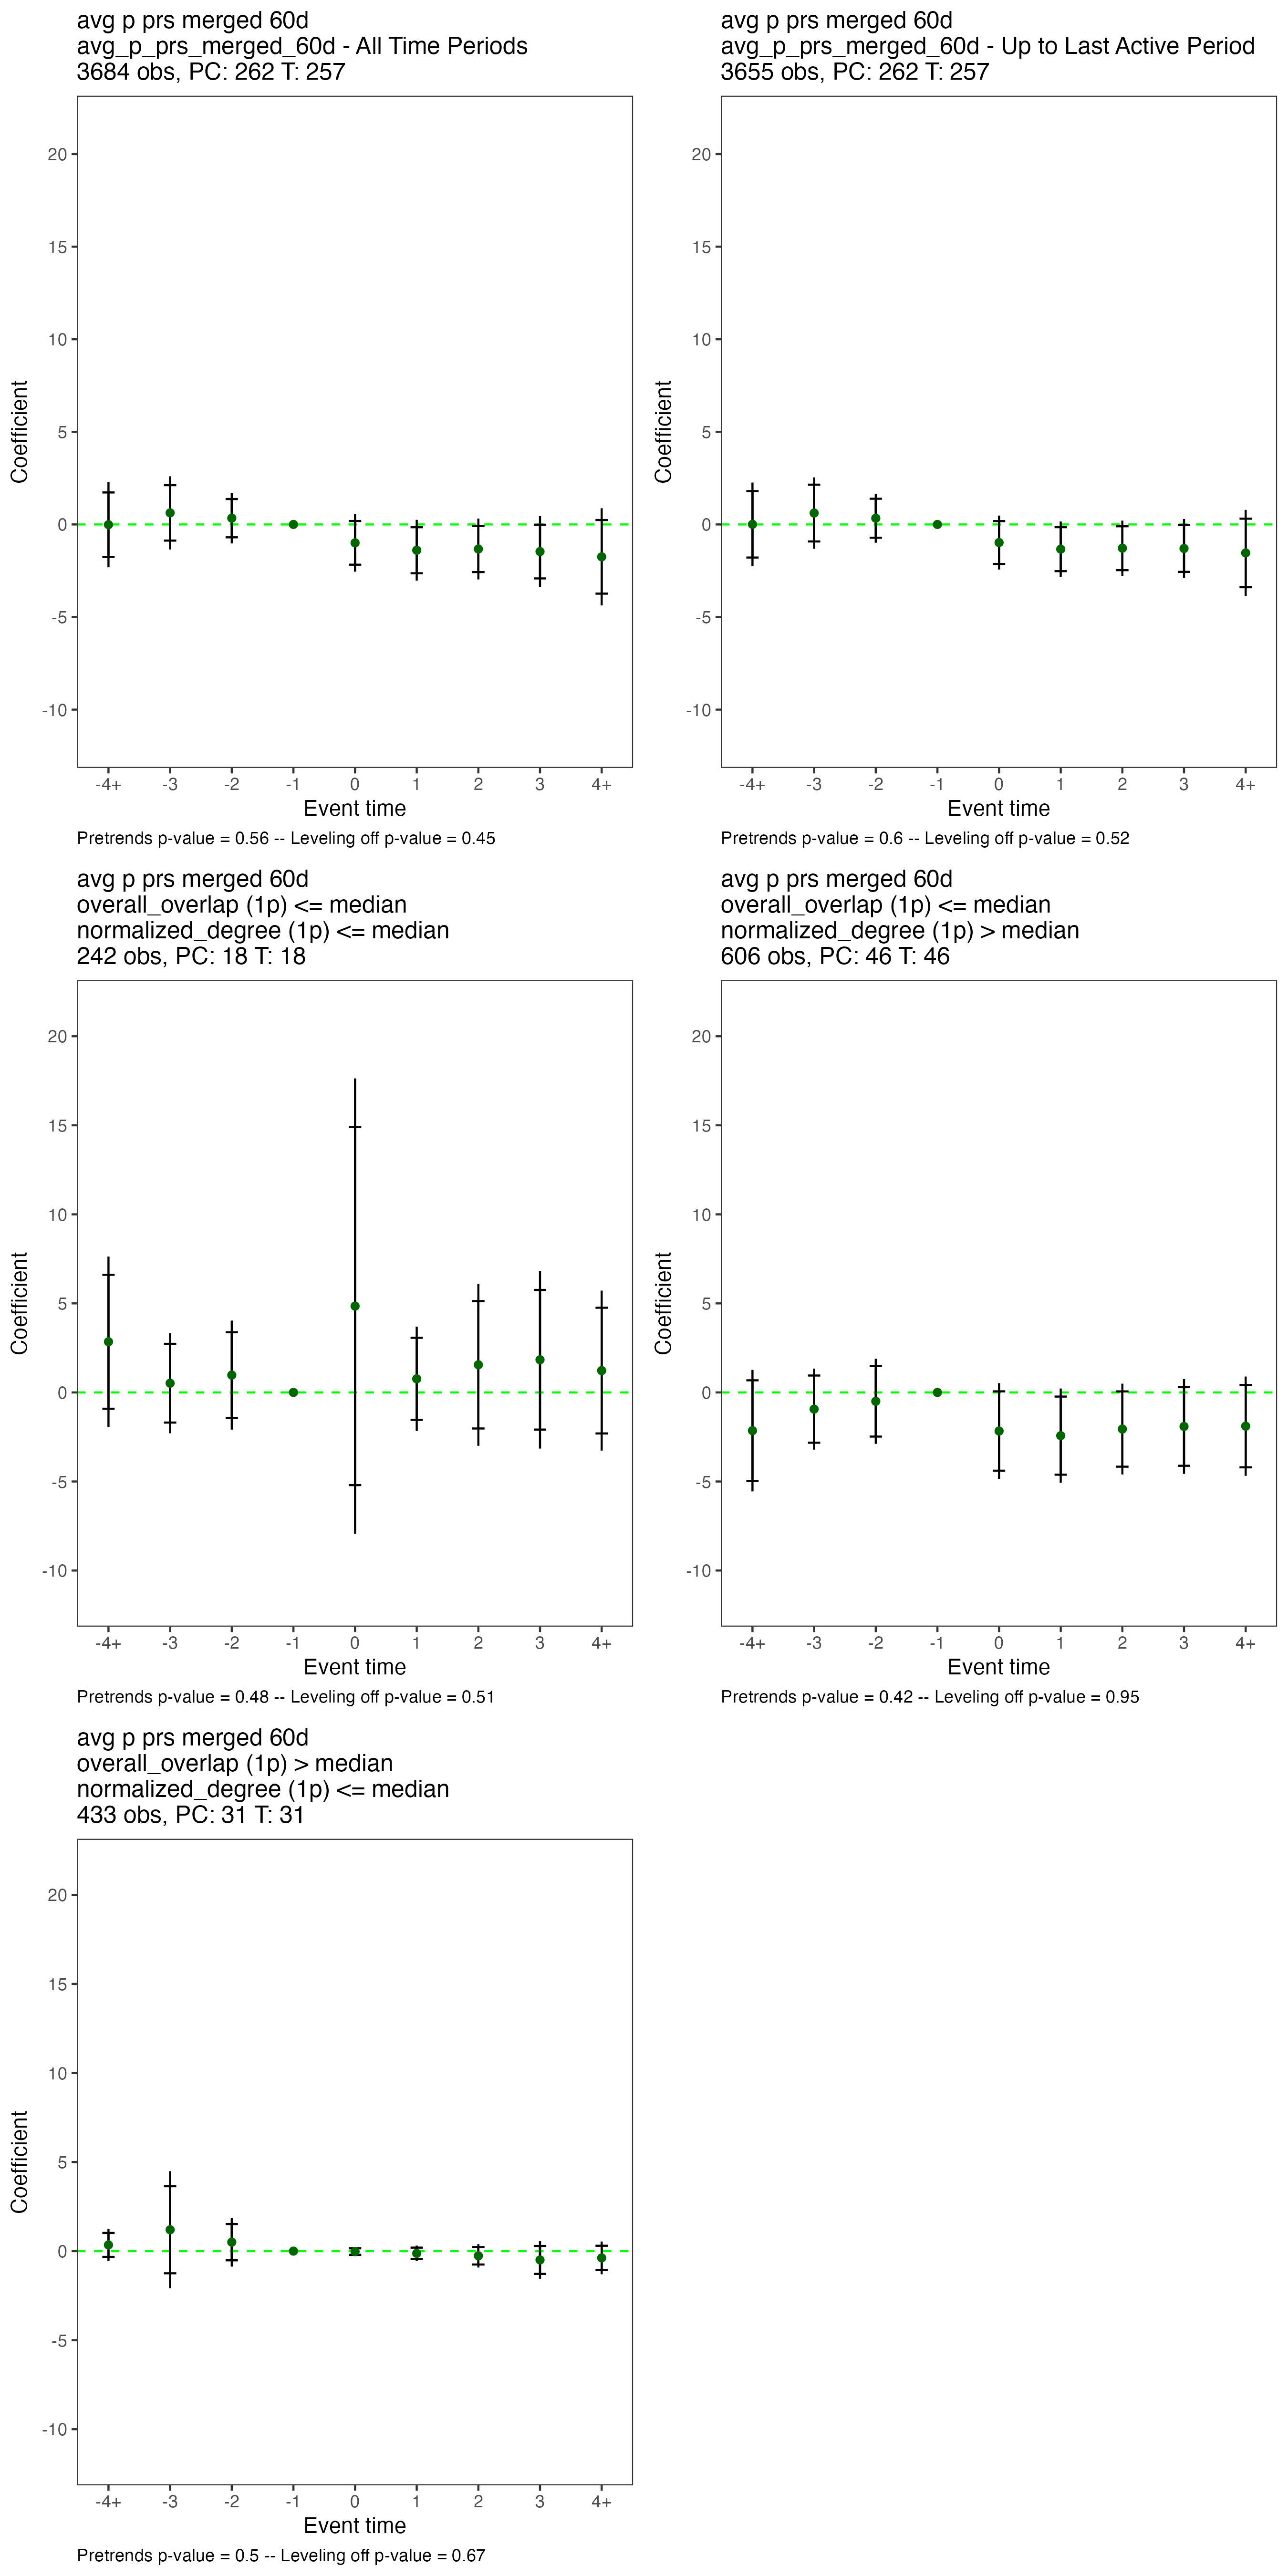 avg p prs merged 60d
avg_p_prs_merged_60d - All Time Periods
3684 obs, PC: 262 T: 257
20
15
10
5
0
-5
-10
Coefficient
-4+ -3 -2 -1 0 1 2 3 4+
Event time
Pretrends p-value = 0.56 -- Leveling off p-value = 0.45
avg p prs merged 60d
avg_p_prs_merged_60d - Up to Last Active Period
3655 obs, PC: 262 T: 257
20
15
10
5
0
-5
-10
Coefficient
-4+ -3 -2 -1 0 1 2 3 4+
Event time
Pretrends p-value = 0.6 -- Leveling off p-value = 0.52
avg p prs merged 60d
overall_overlap (1p) <= median
normalized_degree (1p) <= median
242 obs, PC: 18 T: 18
20
15
10
5
0
-5
-10
Coefficient
-4+ -3 -2 -1 0 1 2 3 4+
Event time
Pretrends p-value = 0.48 -- Leveling off p-value = 0.51
avg p prs merged 60d
overall_overlap (1p) <= median
normalized_degree (1p) > median
606 obs, PC: 46 T: 46
20
15
10
5
0
-5
-10
Coefficient
-4+ -3 -2 -1 0 1 2 3 4+
Event time
Pretrends p-value = 0.42 -- Leveling off p-value = 0.95
avg p prs merged 60d
overall_overlap (1p) > median
normalized_degree (1p) <= median
433 obs, PC: 31 T: 31
20
15
10
5
0
-5
-10
Coefficient
-4+ -3 -2 -1 0 1 2 3 4+
Event time
Pretrends p-value = 0.5 -- Leveling off p-value = 0.67